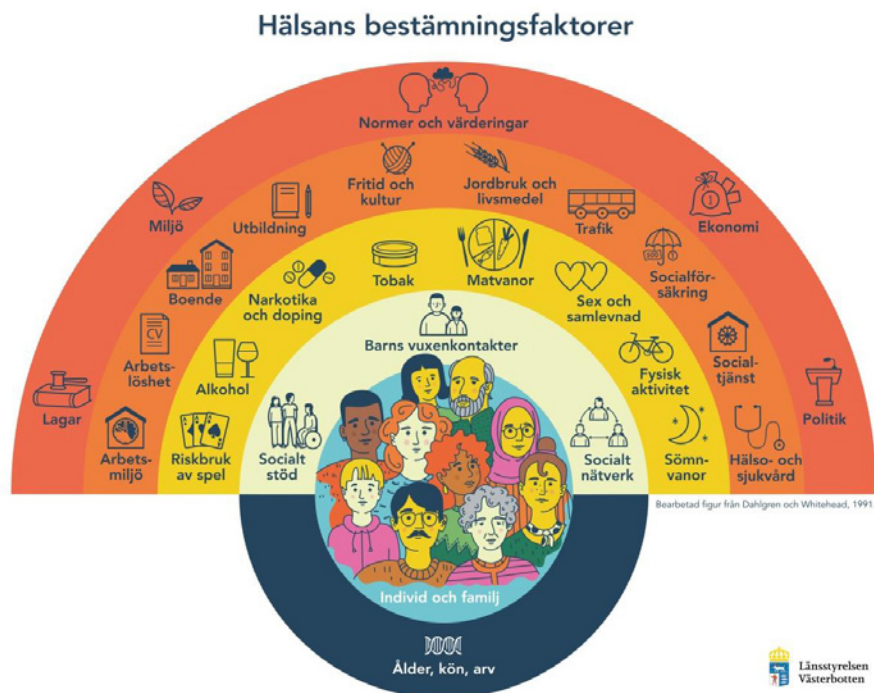 Hälsans bestämningsfaktorer
Normer och värderingar
Miljö
Ekonomi
Lagar
Politik
Fritid och
kultur
Jordbruk och
livsmedel
Utbildning
Trafik
Boende
Socialför-
säkring
Arbets-
löshet
Social-
tjänst
CV
Arbets-
miljö
Hälso- och
sjukvård
Tobak
Matvanor
Narkotika
och doping
Sex och
samlevnad
Alkohol
Fysisk
aktivitet
Riskbruk
av spel
Sömn-
vanor
Barns vuxenkontakter
Socialt
stöd
Socialt
nätverk
Bearbetad figur från Dahlgren och Whitehead, 1991
Individ och familj
Ålder, kön, arv
Länsstyrelsen
Västerbotten